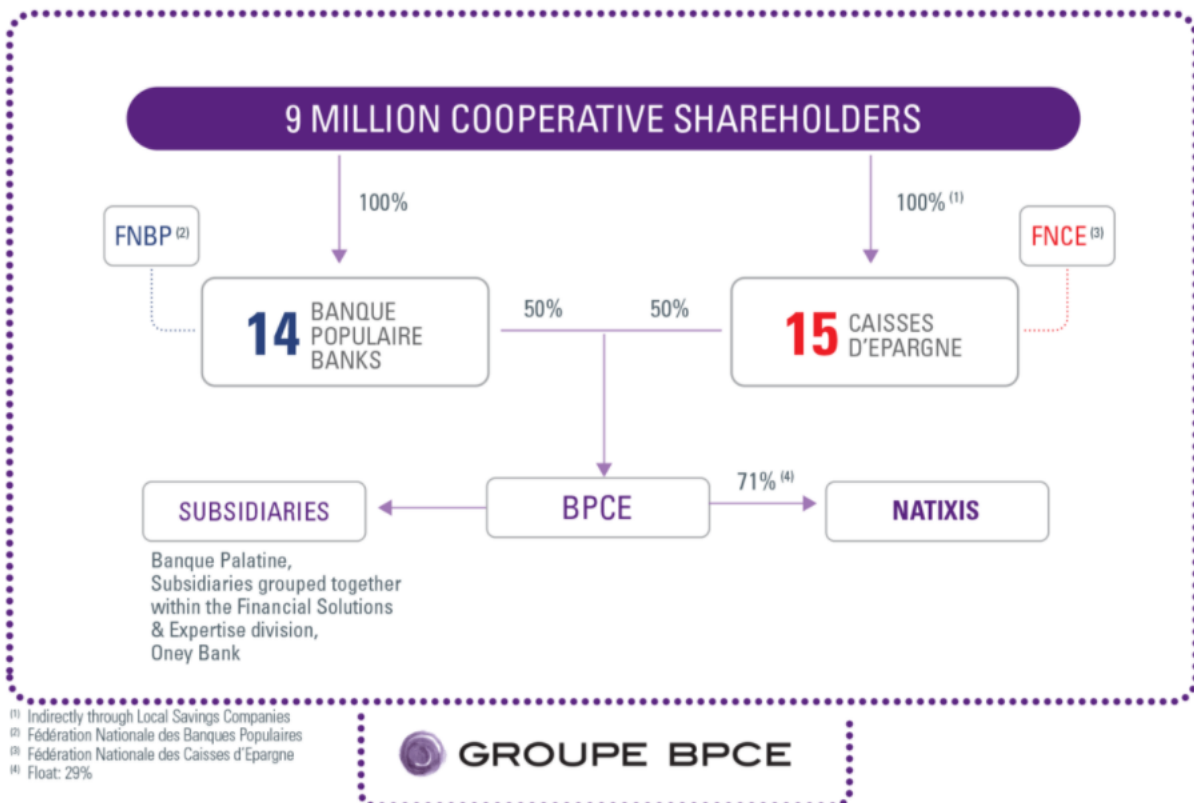 9 MILLION COOPERATIVE SHAREHOLDERS
100%
100% (1)
FNBP (2)
FNCE (3)
14 BANQUE
POPULAIRE
BANKS
50%
50%
15 CAISSES
D'EPARGNE
SUBSIDIARIES
BPCE
71% (4)
NATIXIS
Banque Palatine,
Subsidiaries grouped together
within the Financial Solutions
& Expertise division,
Oney Bank
(1) Indirectly through Local Savings Companies
(2) Fédération Nationale des Banques Populaires
(3) Fédération Nationale des Caisses d'Epargne
(4) Float: 29%
GROUPE BPCE